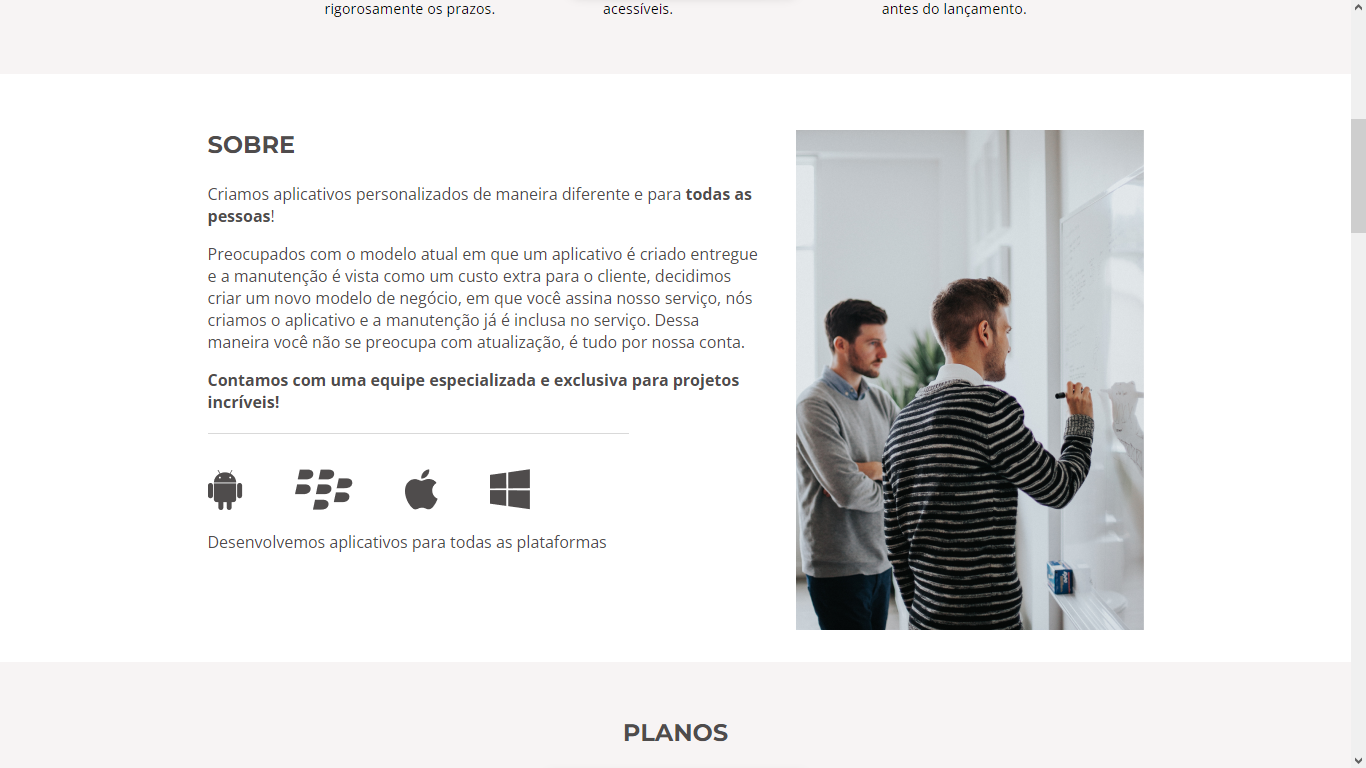 rigorosamente os prazos.
acessíveis.
antes do lançamento.
SOBRE
Criamos aplicativos personalizados de maneira diferente e para todas as
pessoas!
Preocupados com o modelo atual em que um aplicativo é criado entregue
e a manutenção é vista como um custo extra para o cliente, decidimos
criar um novo modelo de negócio, em que você assina nosso serviço, nós
criamos o aplicativo e a manutenção já é inclusa no serviço. Dessa
maneira você não se preocupa com atualização, é tudo por nossa conta.
Contamos com uma equipe especializada e exclusiva para projetos
incríveis!
Desenvolvemos aplicativos para todas as plataformas
PLANOS